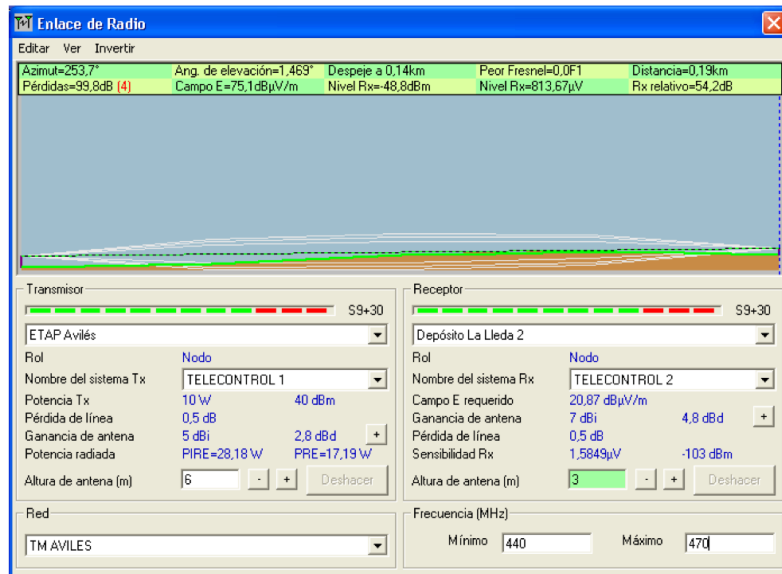 Enlace de Radio
Editar Ver Invertir
Azimut=253,7° Ang. de elevación=1,469° Despeje a 0,14km Peor Fresnel=0,0F1 Distancia=0,19km
Pérdidas=99,8dB (4) Campo E=75,1dBµV/m Nivel Rx=-48,8dBm Nivel Rx=813,67µV Rx relativo=54,2dB
Transmisor
S9+30
ETAP Avilés
Rol Nodo
Nombre del sistema Tx TELECONTROL 1
Potencia Tx 10 W 40 dBm
Pérdida de línea 0,5 dB
Ganancia de antena 5 dBi 2,8 dBd +
Potencia radiada PIRE=28,18 W PRE=17,19 W
Altura de antena (m) 6 - + Deshacer
Red
TM AVILES
Receptor
S9+30
Depósito La Lleda 2
Rol Nodo
Nombre del sistema Rx TELECONTROL 2
Campo E requerido 20,87 dBµV/m
Ganancia de antena 7 dBi 4,8 dBd +
Pérdida de línea 0,5 dB
Sensibilidad Rx 1,5849µV -103 dBm
Altura de antena (m) 3 - + Deshacer
Frecuencia (MHz)
Mínimo 440 Máximo 470